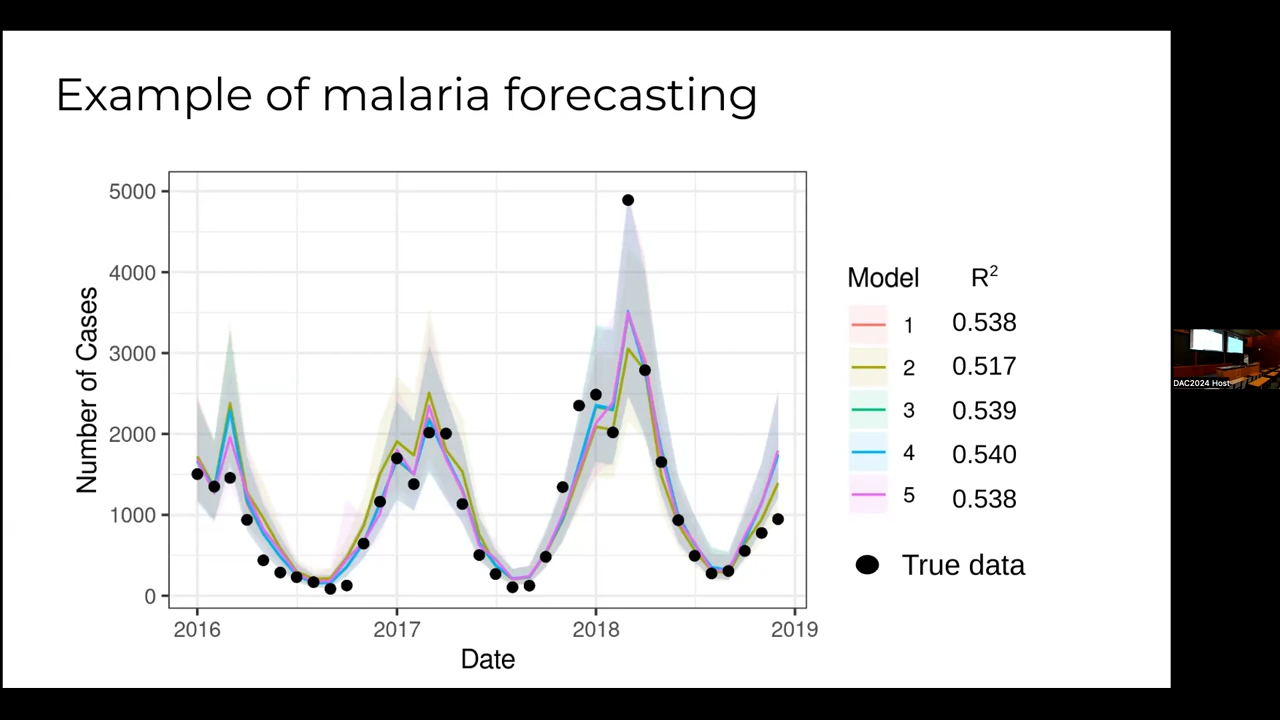 Example of malaria forecasting
Number of Cases
5000
4000
3000
2000
1000
0
2016 2017 2018 2019
Date
Model R²
1 0.538
2 0.517
3 0.539
4 0.540
5 0.538
True data
DAC2024 Host